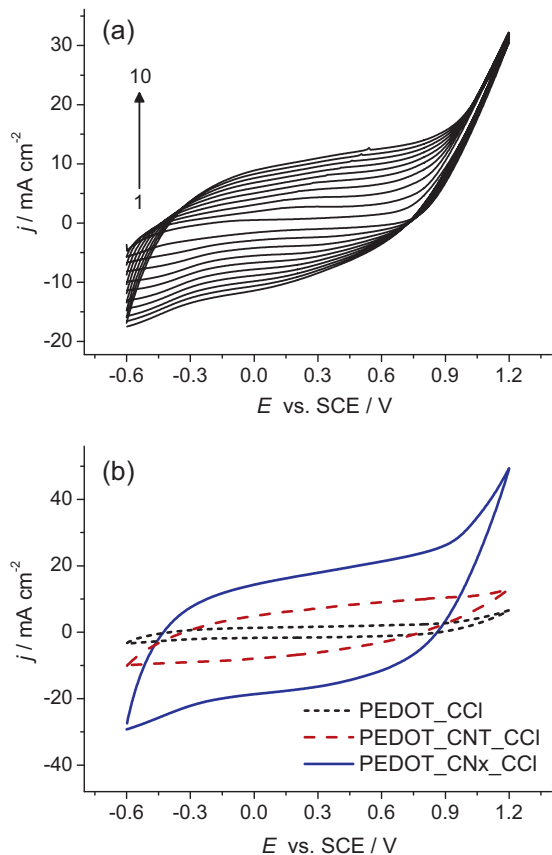 (a)
30
20
10
0
-10
-20
10
1
j / mA cm-2
-0.6 -0.3 0.0 0.3 0.6 0.9 1.2
E vs. SCE / V
(b)
40
20
0
-20
-40
j / mA cm-2
PEDOT_CCl
PEDOT_CNT_CCl
PEDOT_CNx_CCl
-0.6 -0.3 0.0 0.3 0.6 0.9 1.2
E vs. SCE / V